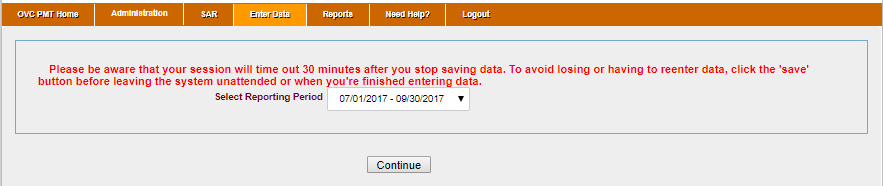 OVC PMT Home Administration SAR Enter Data Reports Need Help? Logout
Please be aware that your session will time out 30 minutes after you stop saving data. To avoid losing or having to reenter data, click the 'save'
button before leaving the system unattended or when you're finished entering data.
Select Reporting Period 07/01/2017 - 09/30/2017
Continue